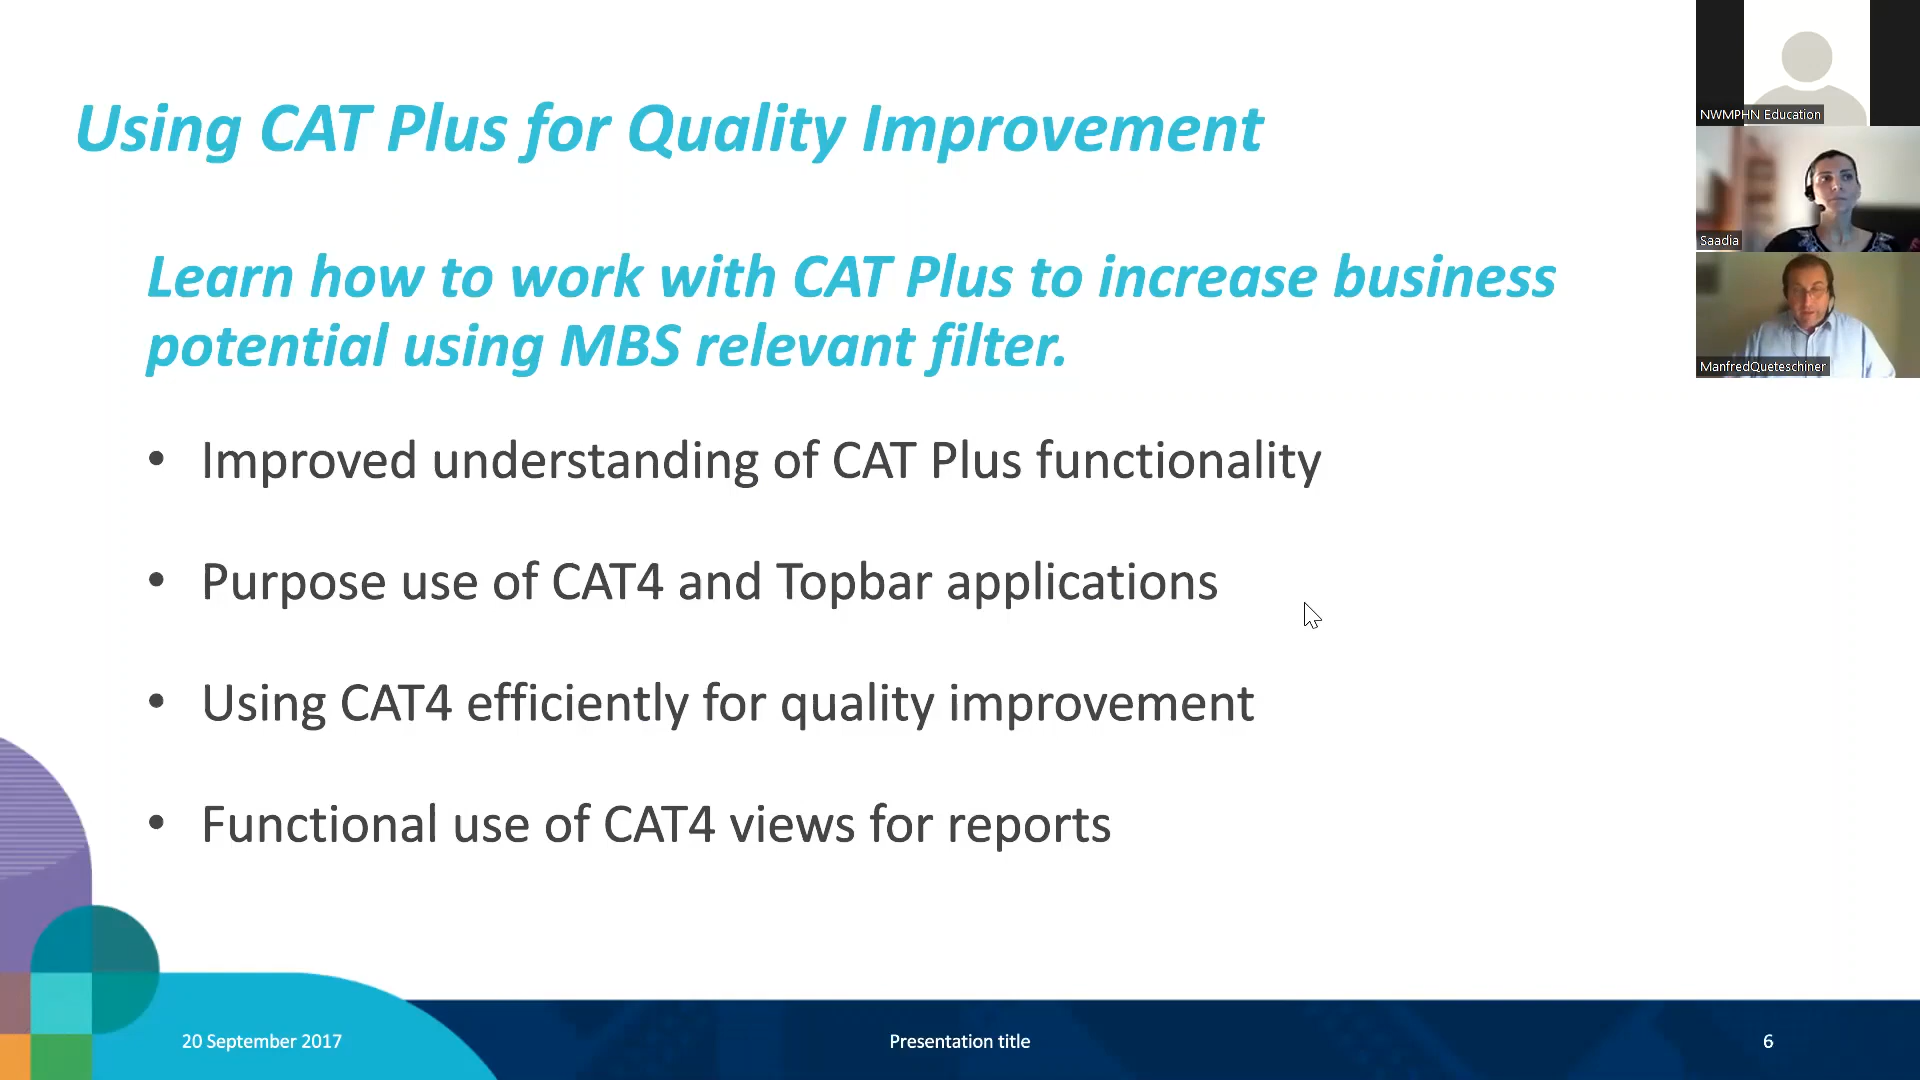 Using CAT Plus for Quality Improvement
Learn how to work with CAT Plus to increase business
potential using MBS relevant filter.
• Improved understanding of CAT Plus functionality
• Purpose use of CAT4 and Topbar applications
• Using CAT4 efficiently for quality improvement
• Functional use of CAT4 views for reports
20 September 2017
Presentation title
6
NWMPHN Education
Saadia
ManfredQueteschiner